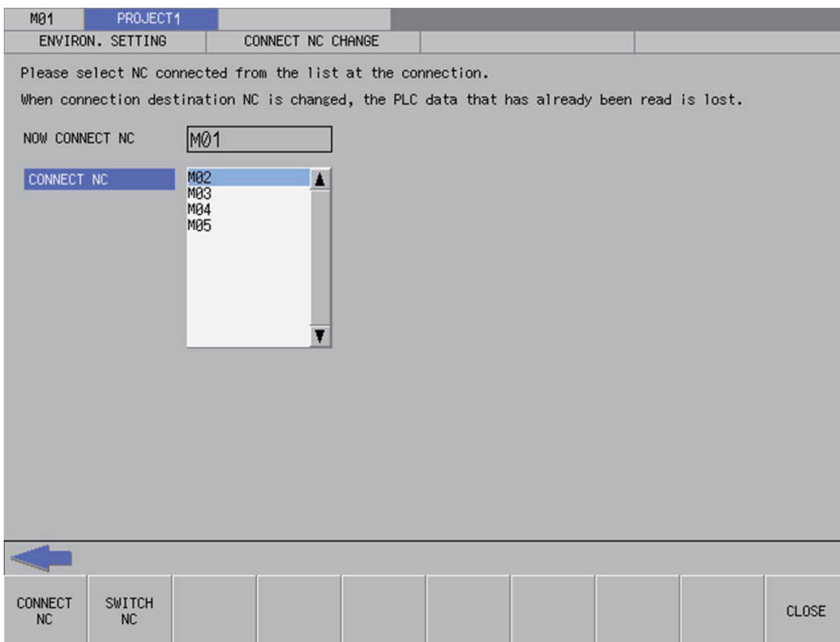 M01 PROJECT1
ENVIRON. SETTING CONNECT NC CHANGE
Please select NC connected from the list at the connection.
When connection destination NC is changed, the PLC data that has already been read is lost.
NOW CONNECT NC M01
CONNECT NC M02
M03
M04
M05
CONNECT NC
SWITCH NC
CLOSE